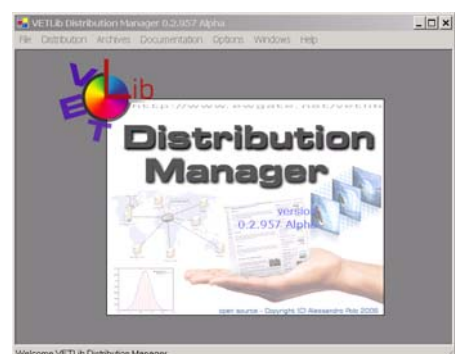 VETLib Distribution Manager 0.2.957 Alpha
File Distribution Archives Documentation Options Windows Help
VETLib
Distribution
Manager
version
0.2.957 Alpha
open source - Copyright (C) Alessandro Polo 2006
Welcome VETLib Distribution Manager